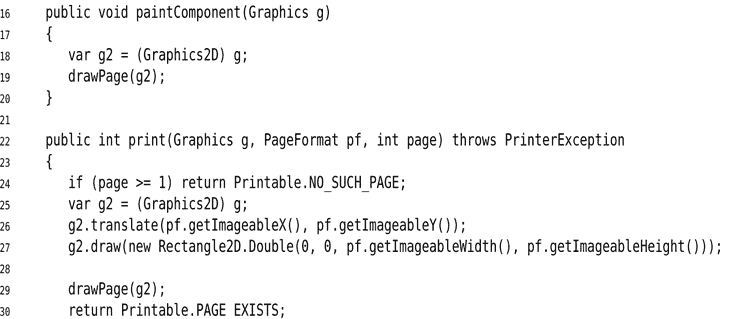 16 public void paintComponent(Graphics g)
17 {
18 var g2 = (Graphics2D) g;
19 drawPage(g2);
20 }
21
22 public int print(Graphics g, PageFormat pf, int page) throws PrinterException
23 {
24 if (page >= 1) return Printable.NO_SUCH_PAGE;
25 var g2 = (Graphics2D) g;
26 g2.translate(pf.getImageableX(), pf.getImageableY());
27 g2.draw(new Rectangle2D.Double(0, 0, pf.getImageableWidth(), pf.getImageableHeight()));
28
29 drawPage(g2);
30 return Printable.PAGE_EXISTS;